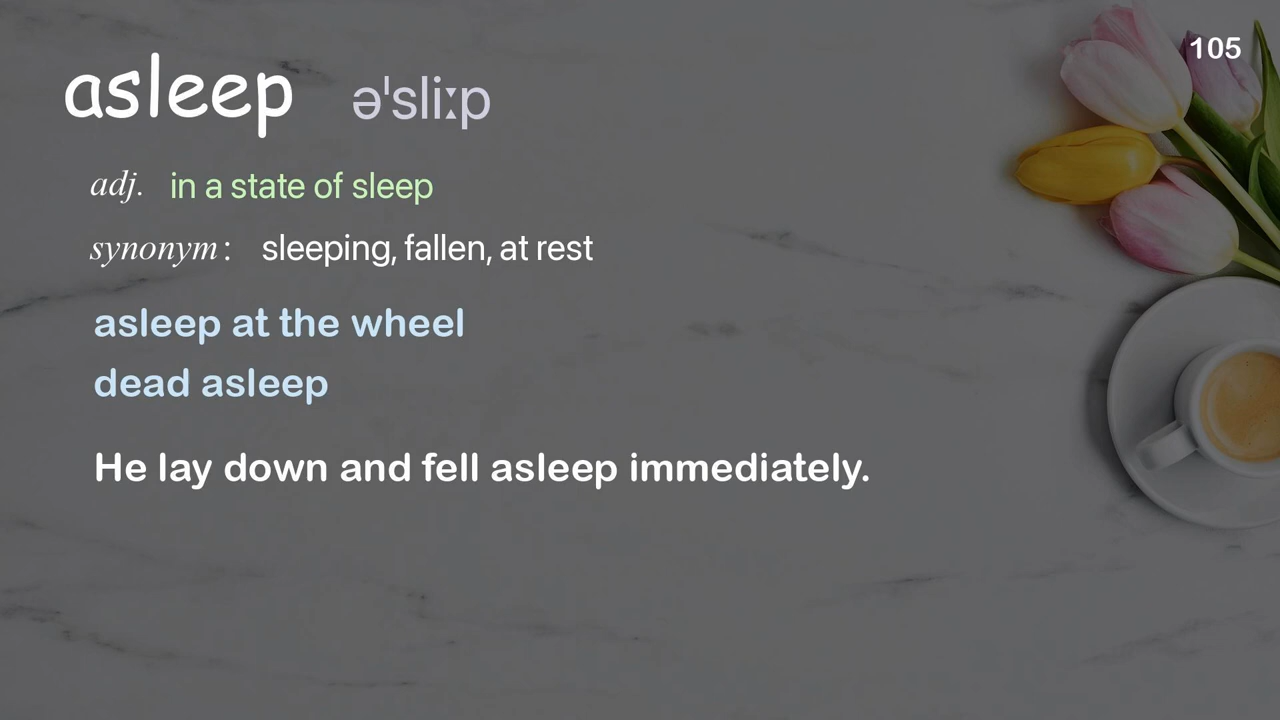 105
asleep əˈsliːp
adj. in a state of sleep
synonym: sleeping, fallen, at rest
asleep at the wheel
dead asleep
He lay down and fell asleep immediately.